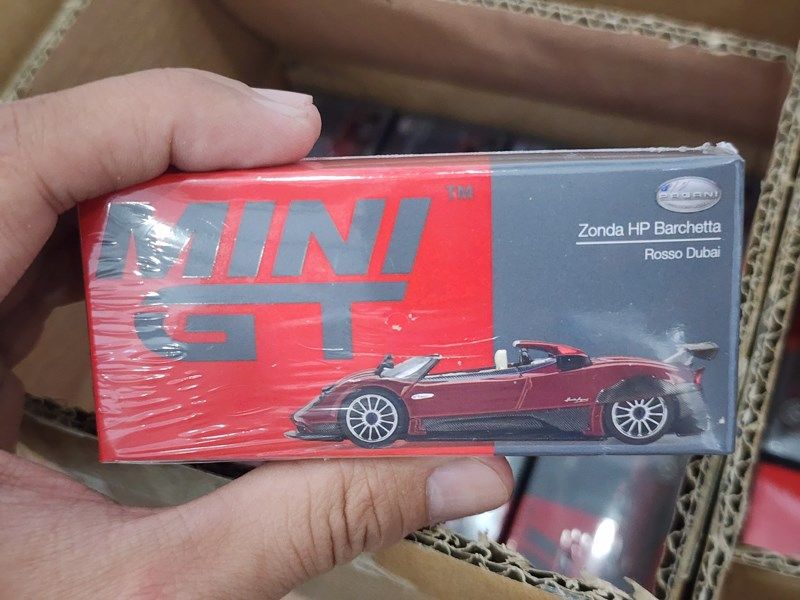 MINI
GT
TM
PAGANI
Zonda HP Barchetta
Rosso Dubai